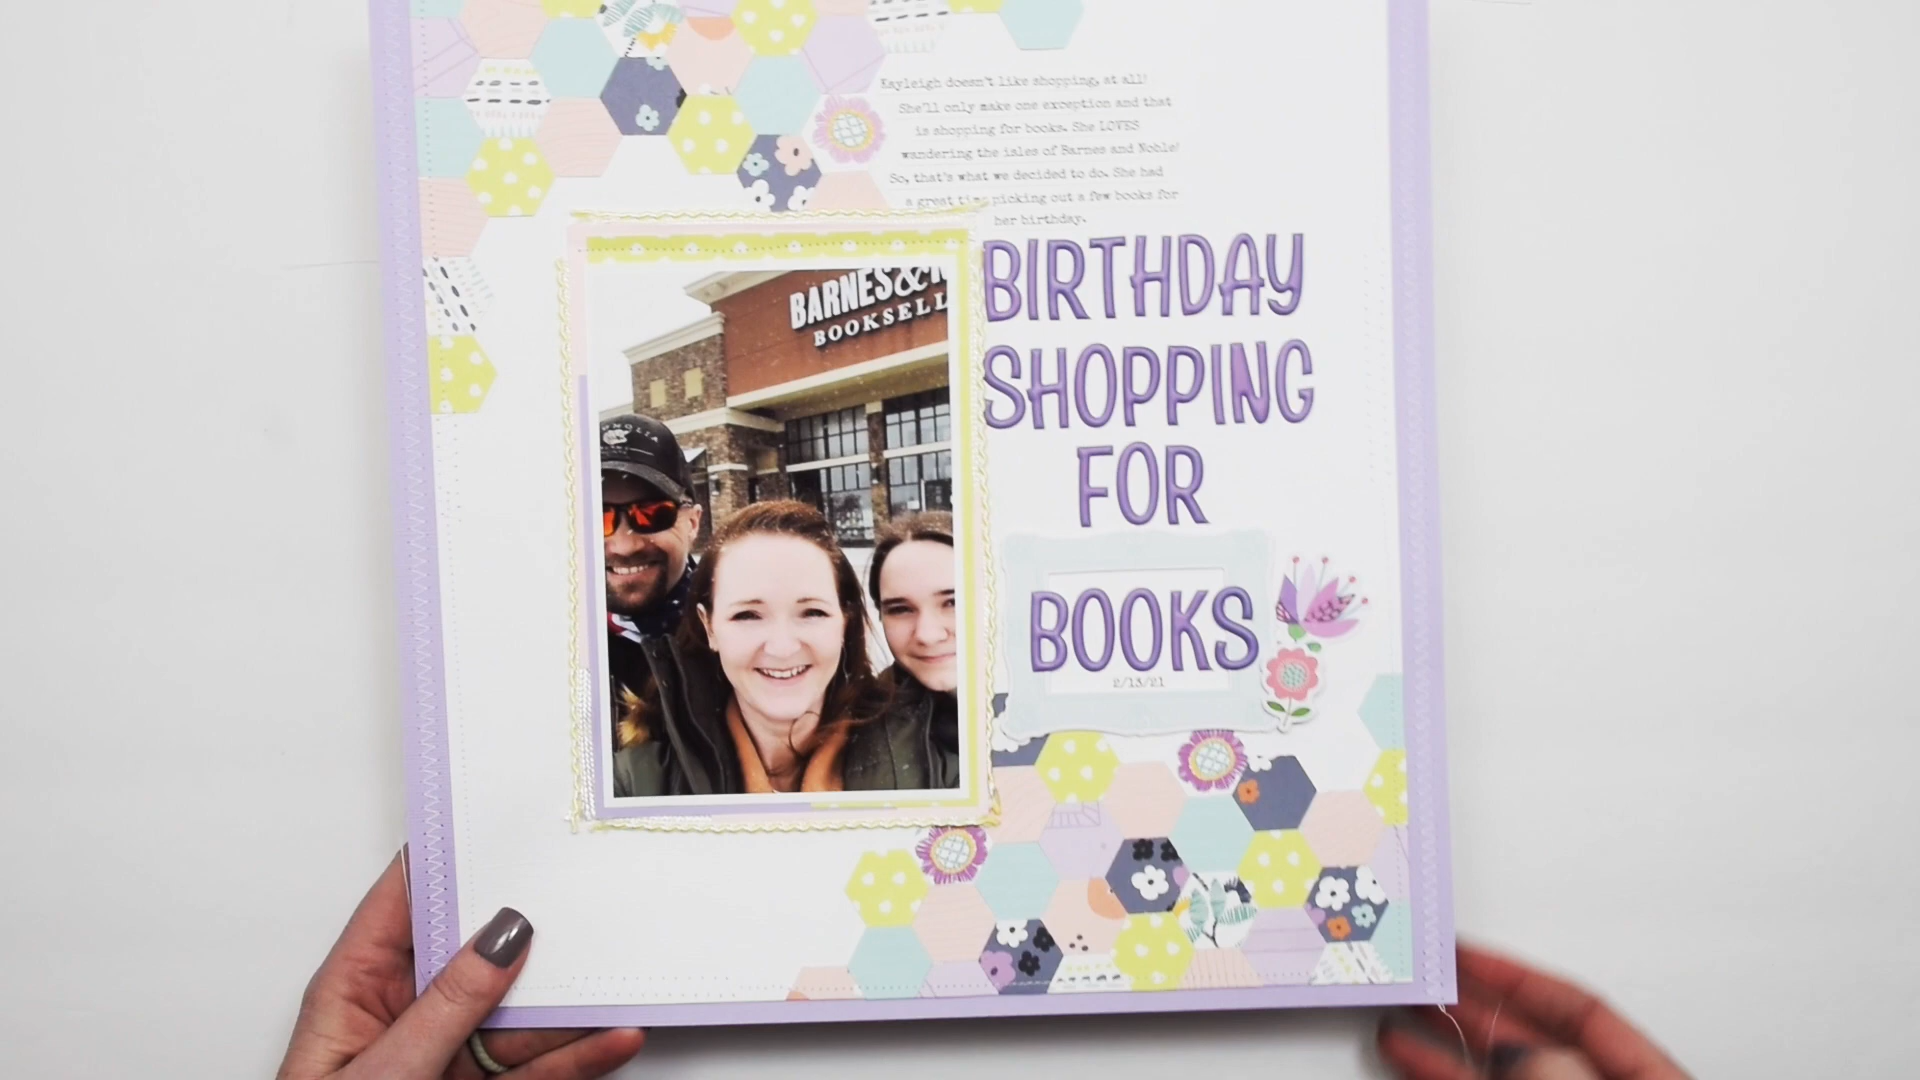 Kayleigh doesn't like shopping, at all!
She'll only make one exception and that
is shopping for books. She LOVES
wandering the isles of Barnes and Noble!
So, that's what we decided to do. She had
a great time picking out a few books for
her birthday.
BIRTHDAY
SHOPPING
FOR
BOOKS
2/13/21
BARNES&N
BOOKSELL